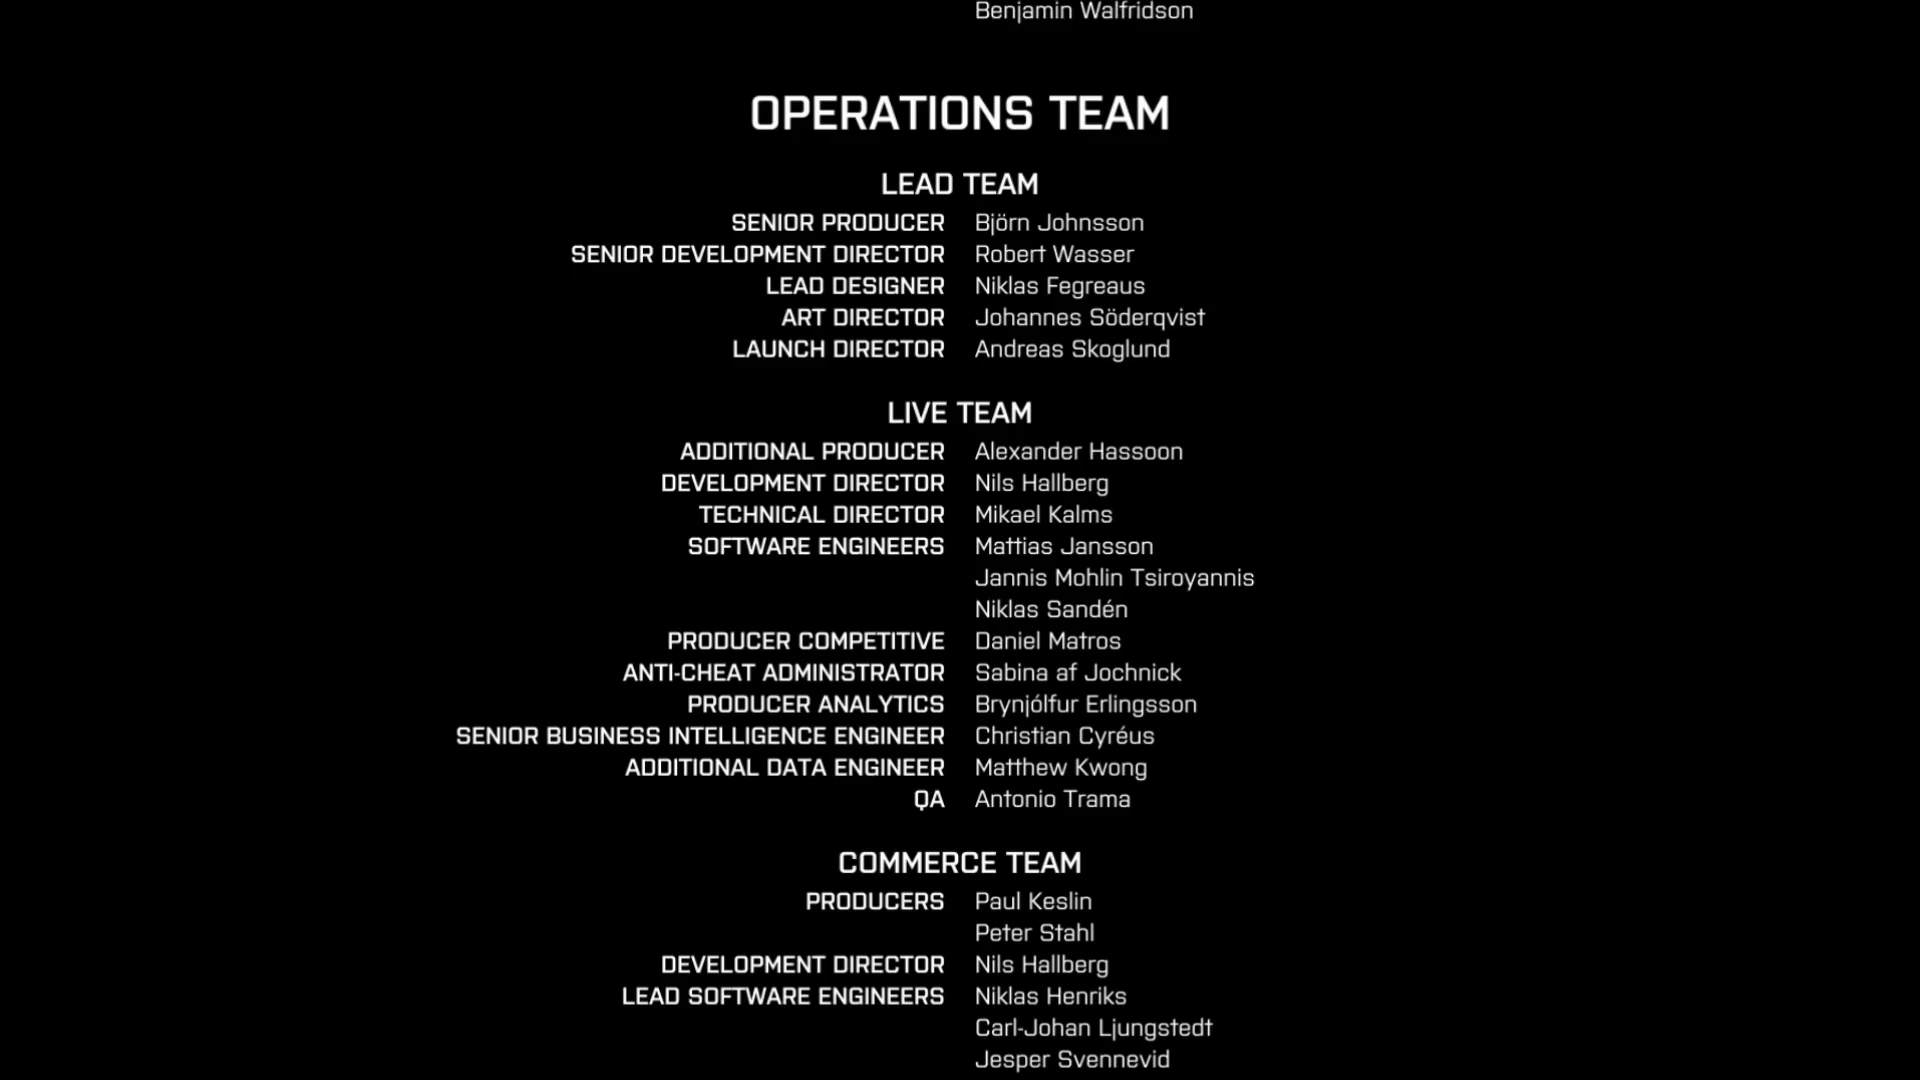 Benjamin Walfridson
OPERATIONS TEAM
LEAD TEAM
SENIOR PRODUCER Björn Johnsson
SENIOR DEVELOPMENT DIRECTOR Robert Wasser
LEAD DESIGNER Niklas Fegreaus
ART DIRECTOR Johannes Söderqvist
LAUNCH DIRECTOR Andreas Skoglund
LIVE TEAM
ADDITIONAL PRODUCER Alexander Hassoon
DEVELOPMENT DIRECTOR Nils Hallberg
TECHNICAL DIRECTOR Mikael Kalms
SOFTWARE ENGINEERS Mattias Jansson
Jannis Mohlin Tsiroyannis
Niklas Sandén
PRODUCER COMPETITIVE Daniel Matros
ANTI-CHEAT ADMINISTRATOR Sabina af Jochnick
PRODUCER ANALYTICS Brynjólfur Erlingsson
SENIOR BUSINESS INTELLIGENCE ENGINEER Christian Cyréus
ADDITIONAL DATA ENGINEER Matthew Kwong
QA Antonio Trama
COMMERCE TEAM
PRODUCERS Paul Keslin
Peter Stahl
DEVELOPMENT DIRECTOR Nils Hallberg
LEAD SOFTWARE ENGINEERS Niklas Henriks
Carl-Johan Ljungstedt
Jesper Svennevid